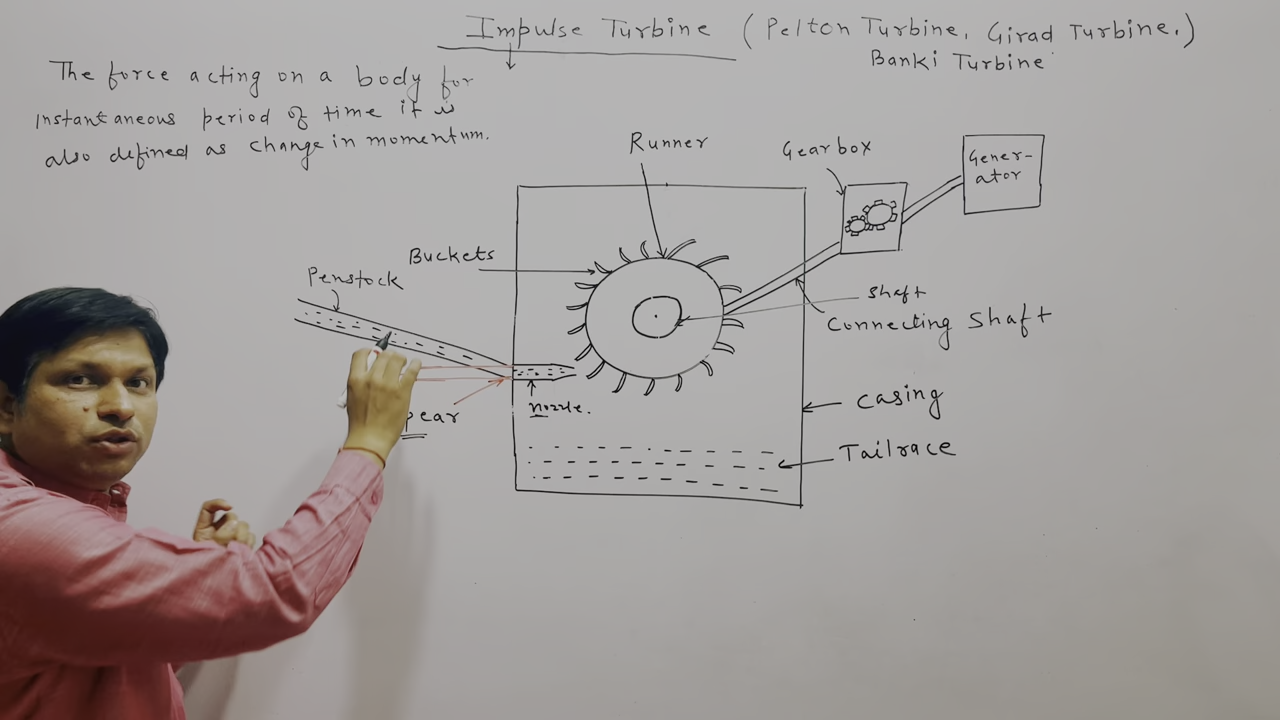 Impulse Turbine (Pelton Turbine, Girad Turbine.)
Banki Turbine
The force acting on a body for
instantaneous period of time it is
also defined as change in momentum.
Runner
Gearbox
Gener-
ator
Buckets
Penstock
Shaft
Connecting Shaft
pear
nozzle.
Casing
Tailrace